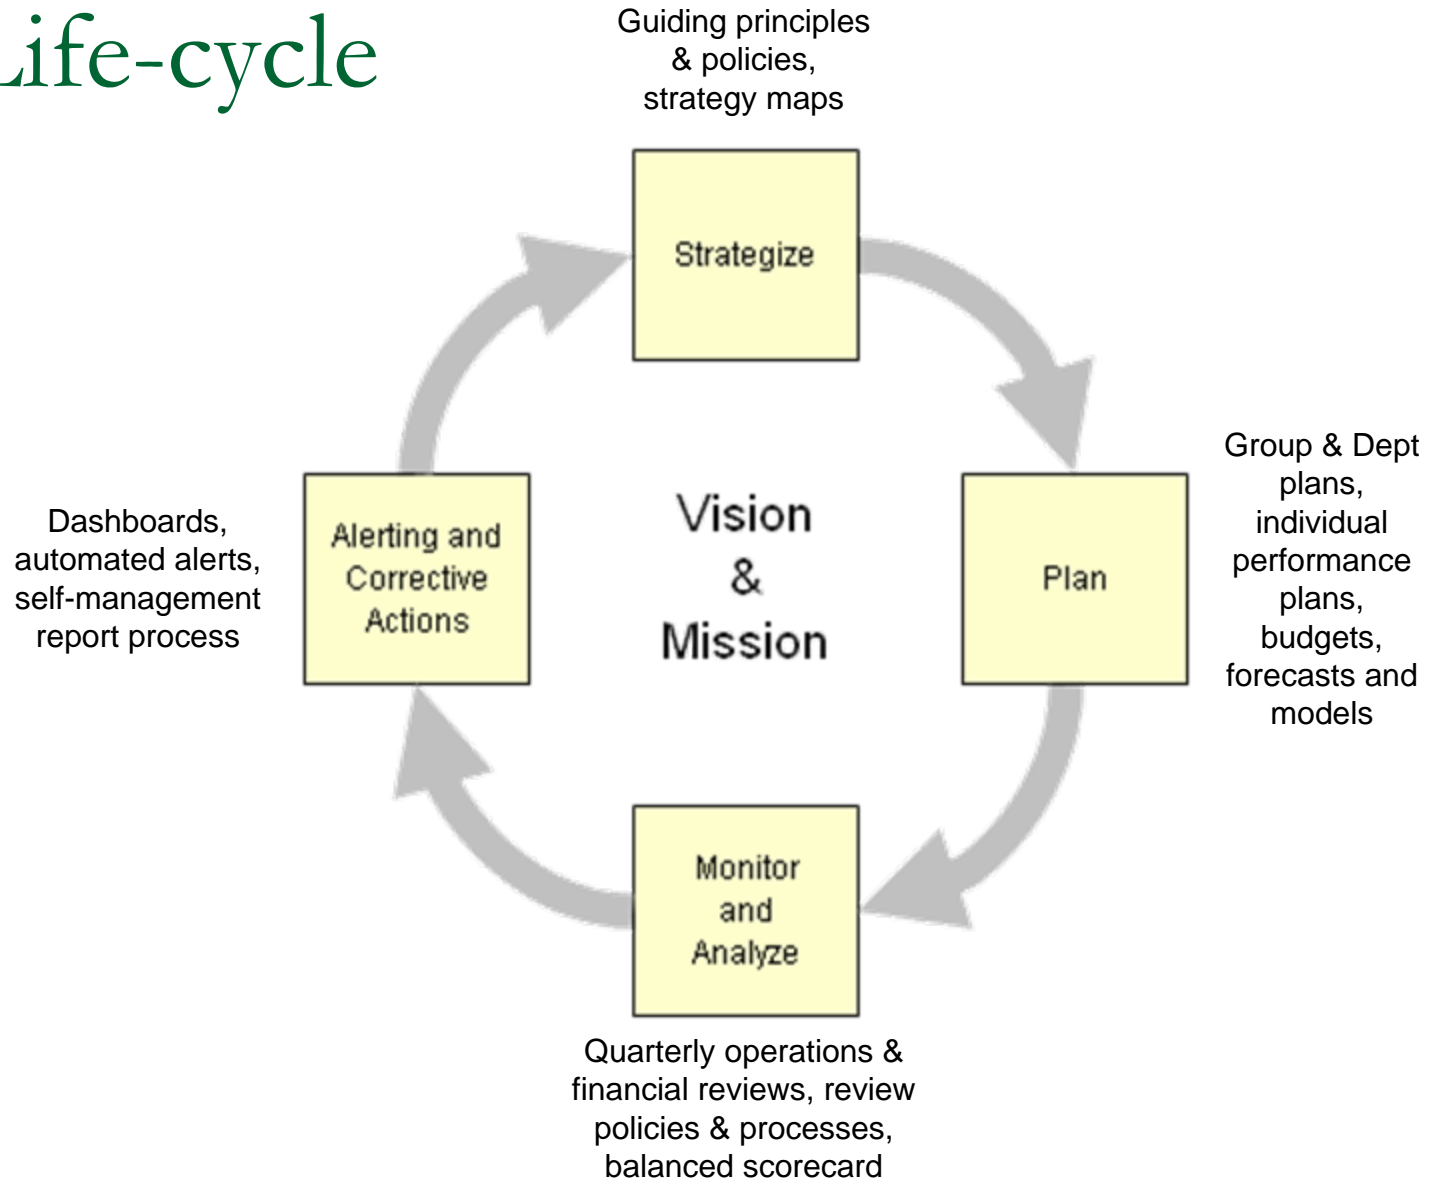 Life-cycle
Guiding principles
& policies,
strategy maps
Strategize
Group & Dept
plans,
individual
performance
plans,
budgets,
forecasts and
models
Plan
Vision
&
Mission
Alerting and
Corrective
Actions
Dashboards,
automated alerts,
self-management
report process
Monitor
and
Analyze
Quarterly operations &
financial reviews, review
policies & processes,
balanced scorecard